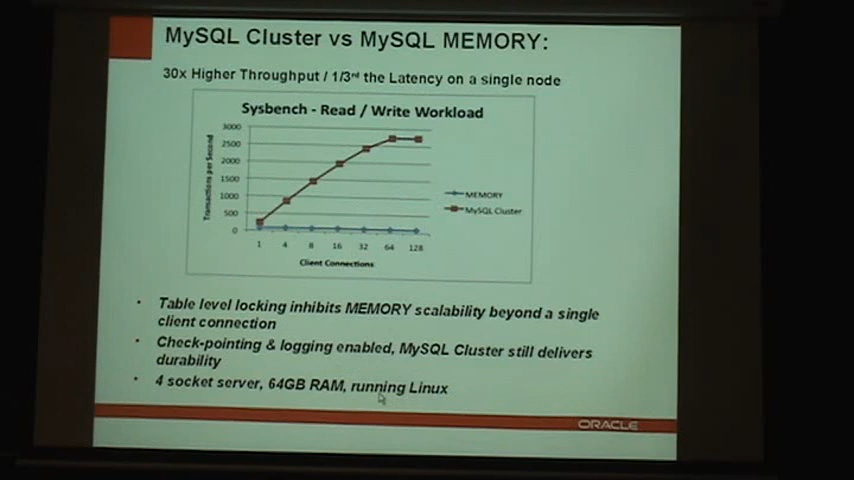 MySQL Cluster vs MySQL MEMORY:
30x Higher Throughput / 1/3rd the Latency on a single node
Sysbench - Read / Write Workload
Transactions per Second
3000
2500
2000
1500
1000
500
0
MEMORY
MySQL Cluster
1 4 8 16 32 64 128
Client Connections
• Table level locking inhibits MEMORY scalability beyond a single
client connection
• Check-pointing & logging enabled, MySQL Cluster still delivers
durability
• 4 socket server, 64GB RAM, running Linux
ORACLE